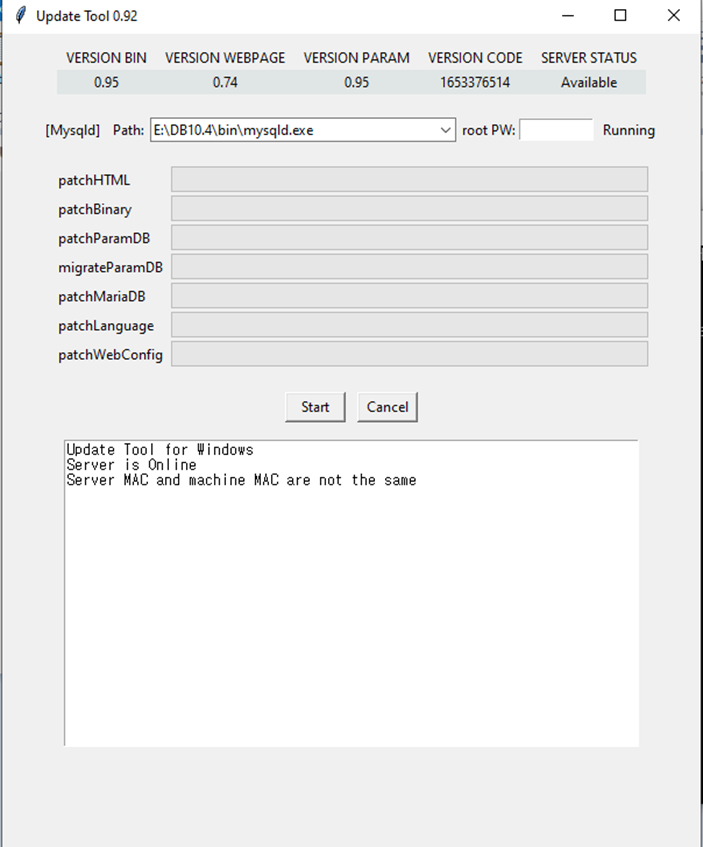 Update Tool 0.92
VERSION BIN VERSION WEBPAGE VERSION PARAM VERSION CODE SERVER STATUS
0.95 0.74 0.95 1653376514 Available
[Mysqld] Path: E:\DB10.4\bin\mysqld.exe root PW: Running
patchHTML
patchBinary
patchParamDB
migrateParamDB
patchMariaDB
patchLanguage
patchWebConfig
Start Cancel
Update Tool for Windows
Server is Online
Server MAC and machine MAC are not the same